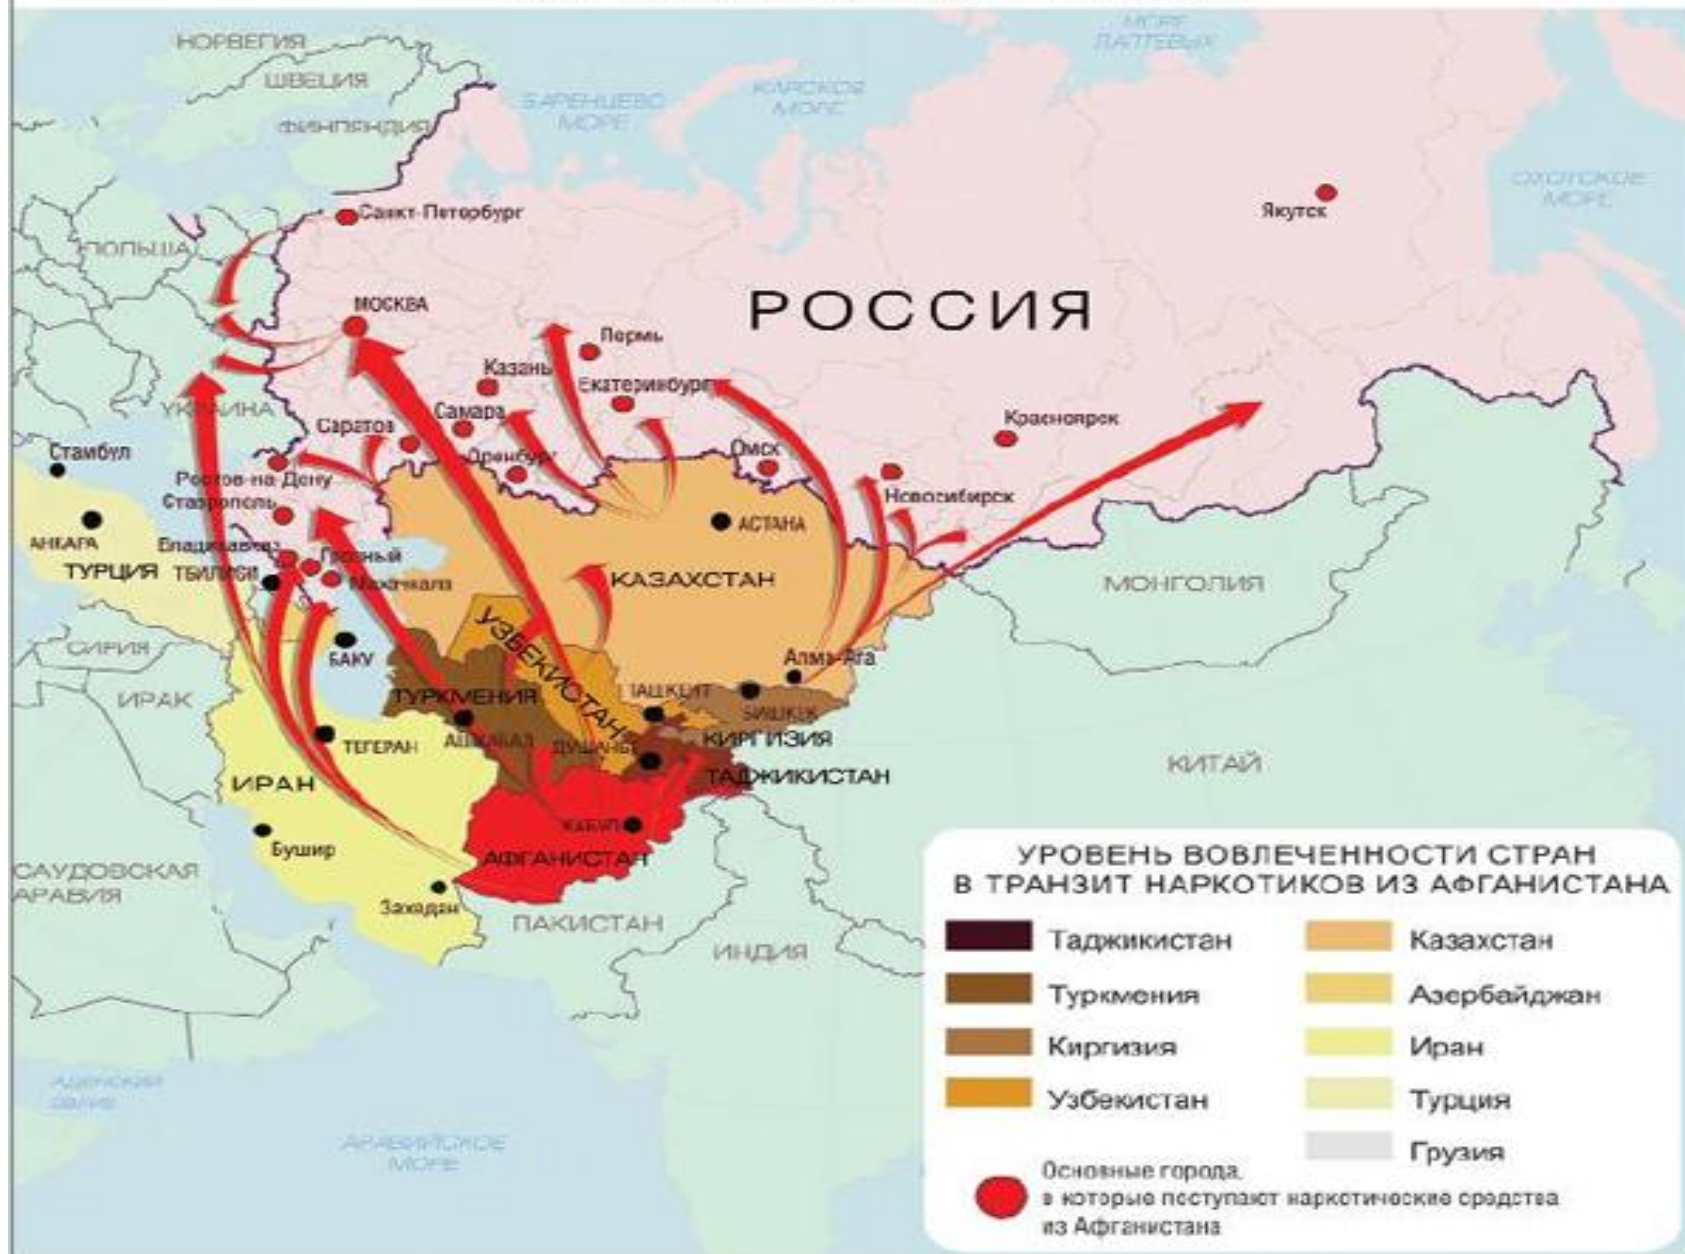 НОРВЕГИЯ
ШВЕЦИЯ
ФИНЛЯНДИЯ
БАРЕНЦЕВО
МОРЕ
КАРСКОЕ
МОРЕ
МОРЕ
ЛАПТЕВЫХ
ОХОТСКОЕ
МОРЕ
Якутск
Санкт-Петербург
ПОЛЬША
МОСКВА
РОССИЯ
Пермь
Казань
Екатеринбург
УКРАИНА
Саратов
Самара
Красноярск
Стамбул
Оренбург
Омск
Ростов-на-Дону
Новосибирск
Ставрополь
АСТАНА
АНКАРА
Владикавказ
Грозный
ТУРЦИЯ
ТБИЛИСИ
Махачкала
КАЗАХСТАН
МОНГОЛИЯ
СИРИЯ
БАКУ
УЗБЕКИСТАН
Алма-Ата
ИРАК
ТУРКМЕНИЯ
ТАШКЕНТ
БИШКЕК
ТЕГЕРАН
АШХАБАД
ДУШАНБЕ
КИРГИЗИЯ
ИРАН
ТАДЖИКИСТАН
КИТАЙ
КАБУЛ
Бушир
АФГАНИСТАН
САУДОВСКАЯ
АРАВИЯ
Захедан
ПАКИСТАН
ИНДИЯ
Аденский
залив
АРАВИЙСКОЕ
МОРЕ
УРОВЕНЬ ВОВЛЕЧЕННОСТИ СТРАН
В ТРАНЗИТ НАРКОТИКОВ ИЗ АФГАНИСТАНА
Таджикистан
Туркмения
Киргизия
Узбекистан
Казахстан
Азербайджан
Иран
Турция
Грузия
Основные города,
в которые поступают наркотические средства
из Афганистана